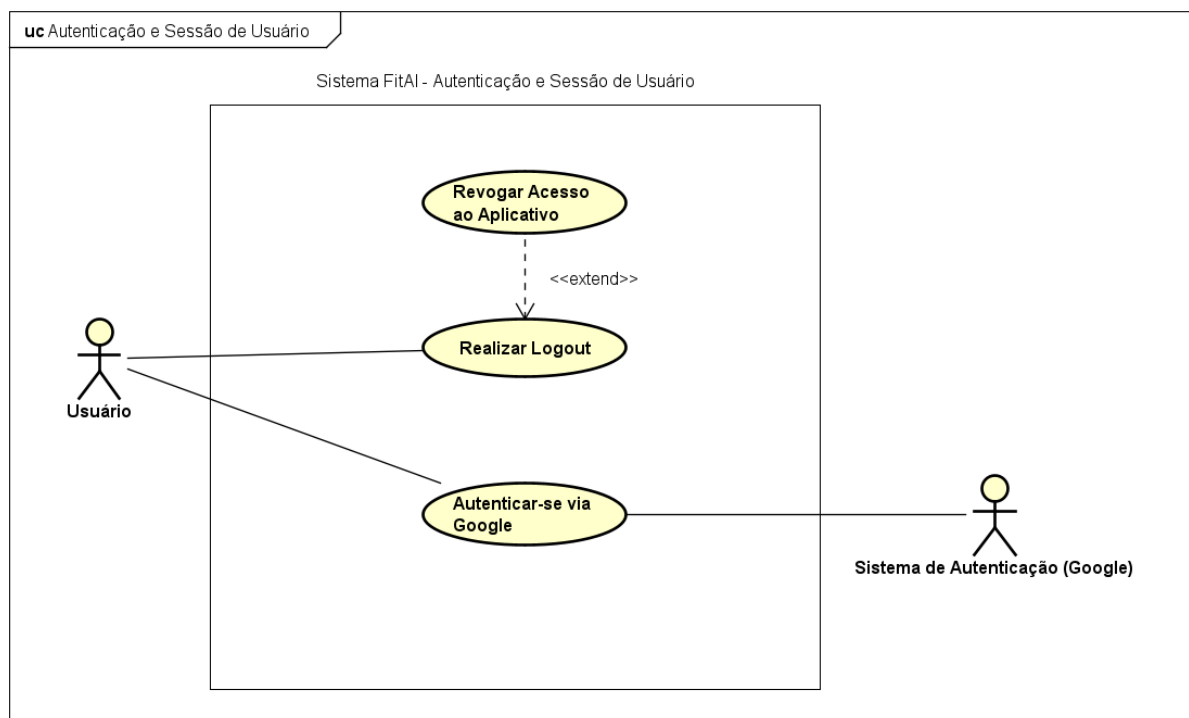 uc Autenticação e Sessão de Usuário
Sistema FitAI - Autenticação e Sessão de Usuário
Revogar Acesso
ao Aplicativo
<<extend>>
Realizar Logout
Usuário
Autenticar-se via
Google
Sistema de Autenticação (Google)